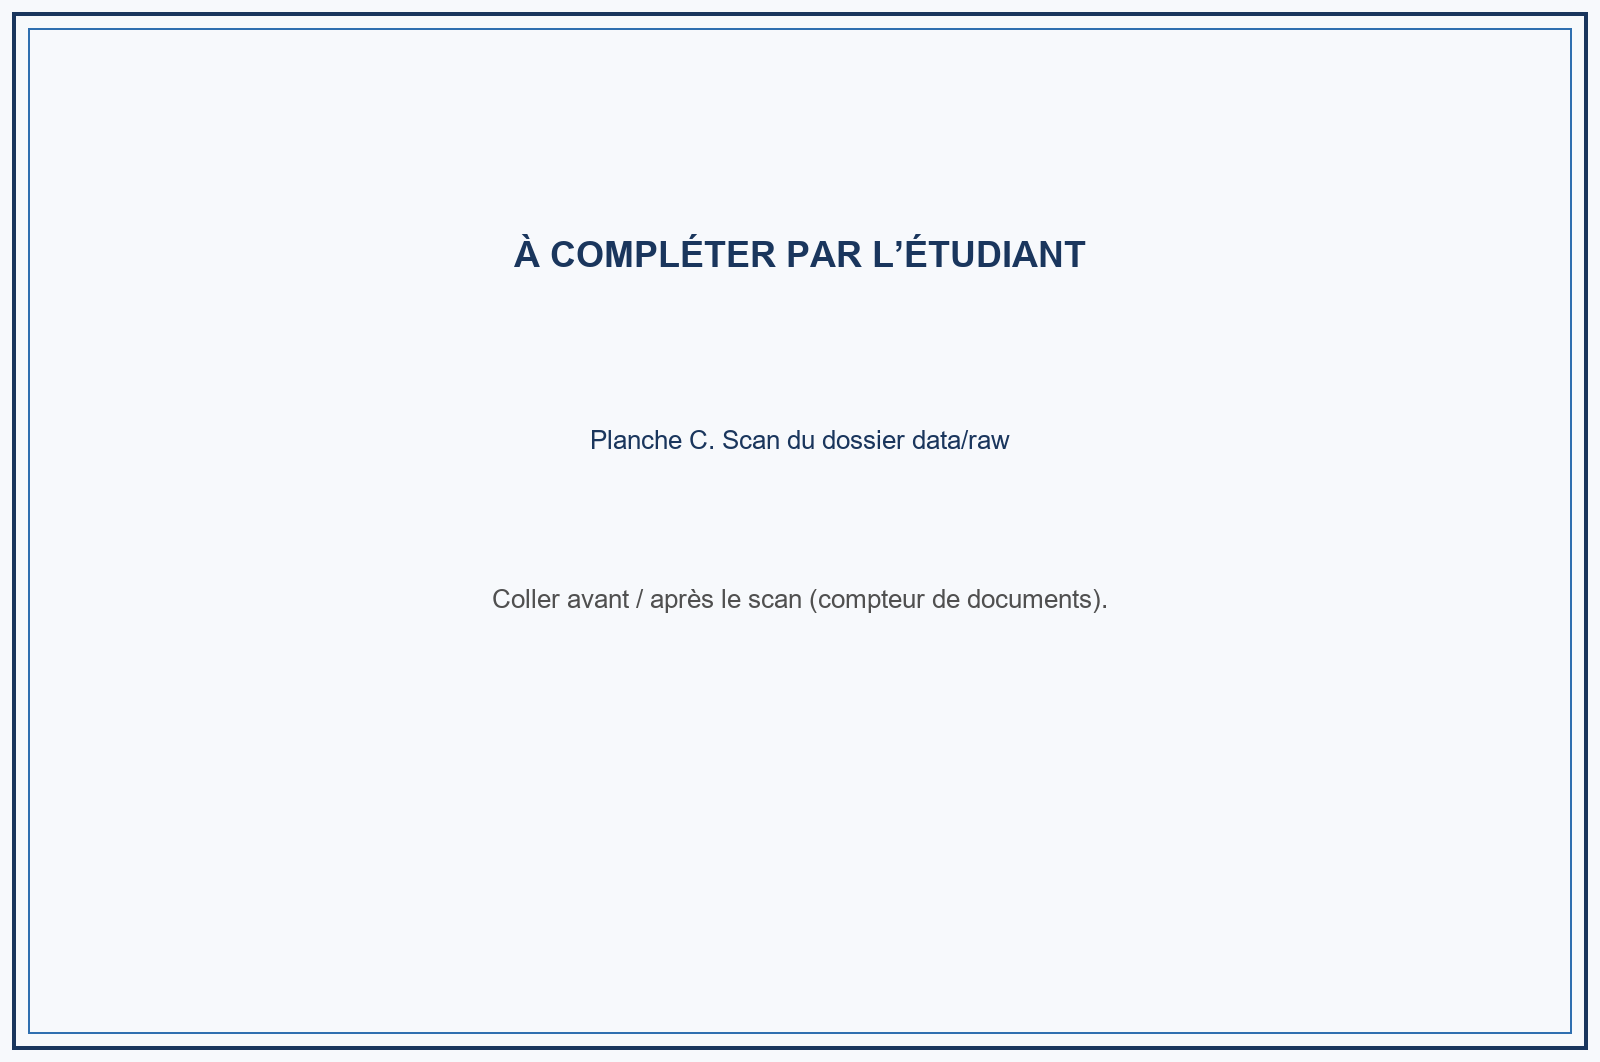 À COMPLÉTER PAR L’ÉTUDIANT
Planche C. Scan du dossier data/raw
Coller avant / après le scan (compteur de documents).